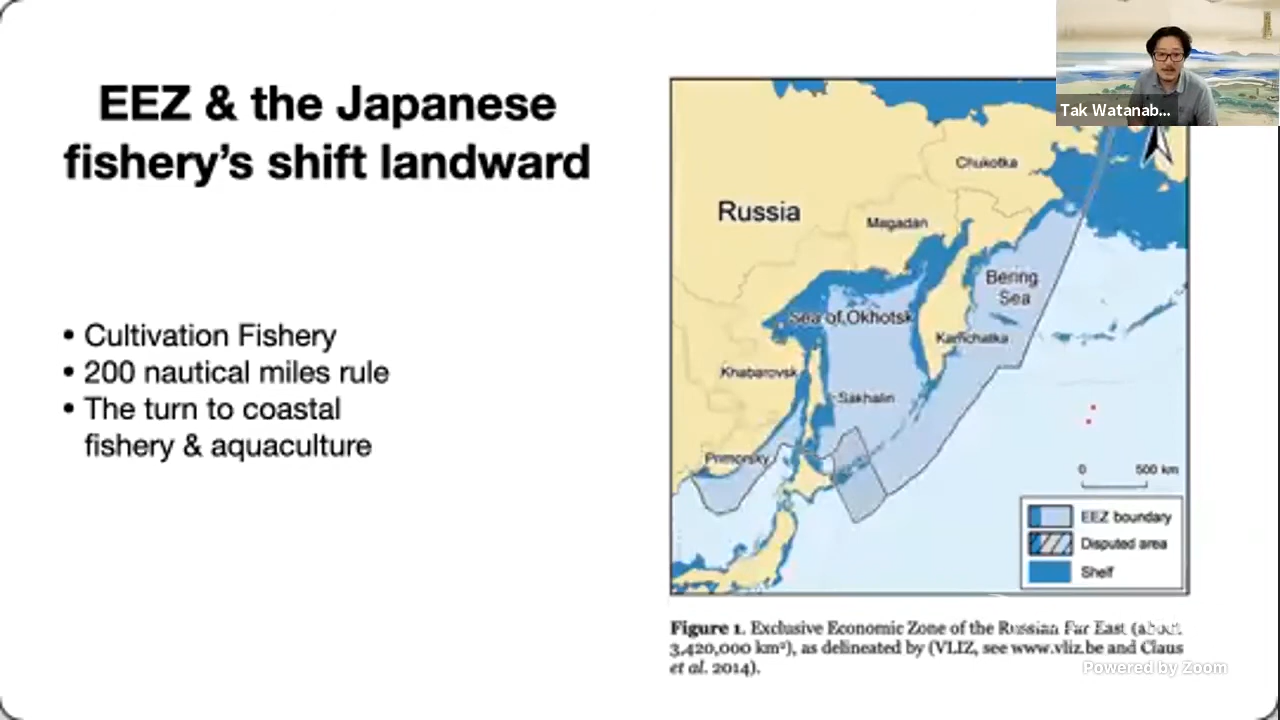 EEZ & the Japanese
fishery's shift landward
• Cultivation Fishery
• 200 nautical miles rule
• The turn to coastal
fishery & aquaculture
Tak Watanab...
Chukotka
Russia
Magadan
Bering
Sea
Sea of Okhotsk
Kamchatka
Khabarovsk
Sakhalin
Primorsky
0 500 km
EEZ boundary
Disputed area
Shelf
Figure 1. Exclusive Economic Zone of the Russian Far East (about
3,420,000 km²), as delineated by (VLIZ, see www.vliz.be and Claus
et al. 2014).
Powered by Zoom